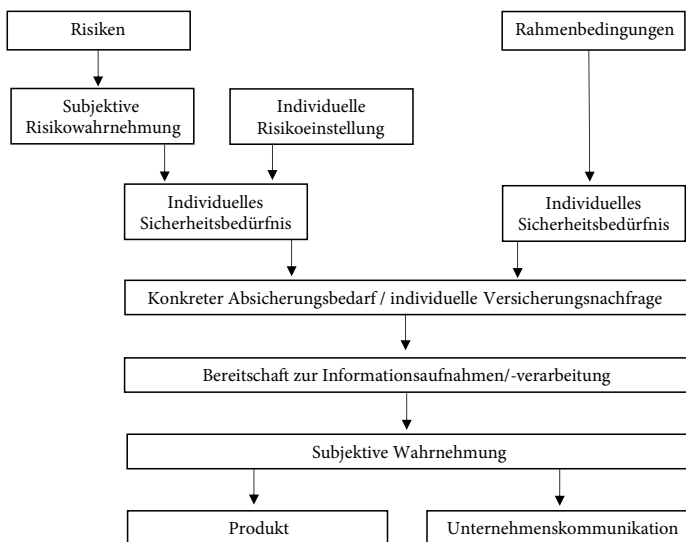 Risiken
Rahmenbedingungen
Subjektive
Risikowahrnehmung
Individuelle
Risikoeinstellung
Individuelles
Sicherheitsbedürfnis
Individuelles
Sicherheitsbedürfnis
Konkreter Absicherungsbedarf / individuelle Versicherungsnachfrage
Bereitschaft zur Informationsaufnahmen/-verarbeitung
Subjektive Wahrnehmung
Produkt
Unternehmenskommunikation